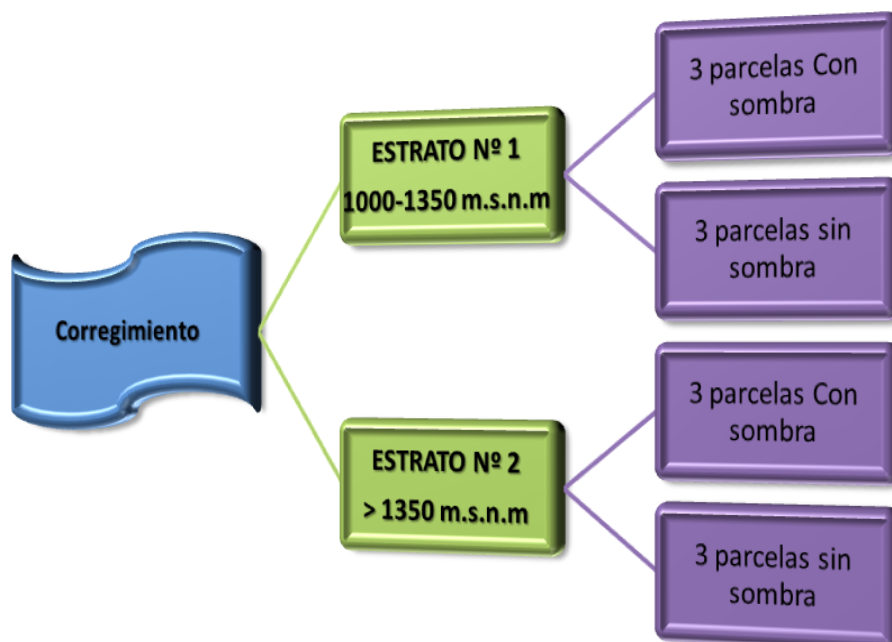 Corregimiento
ESTRATO Nº 1
1000-1350 m.s.n.m
3 parcelas Con
sombra
3 parcelas sin
sombra
ESTRATO Nº 2
> 1350 m.s.n.m
3 parcelas Con
sombra
3 parcelas sin
sombra